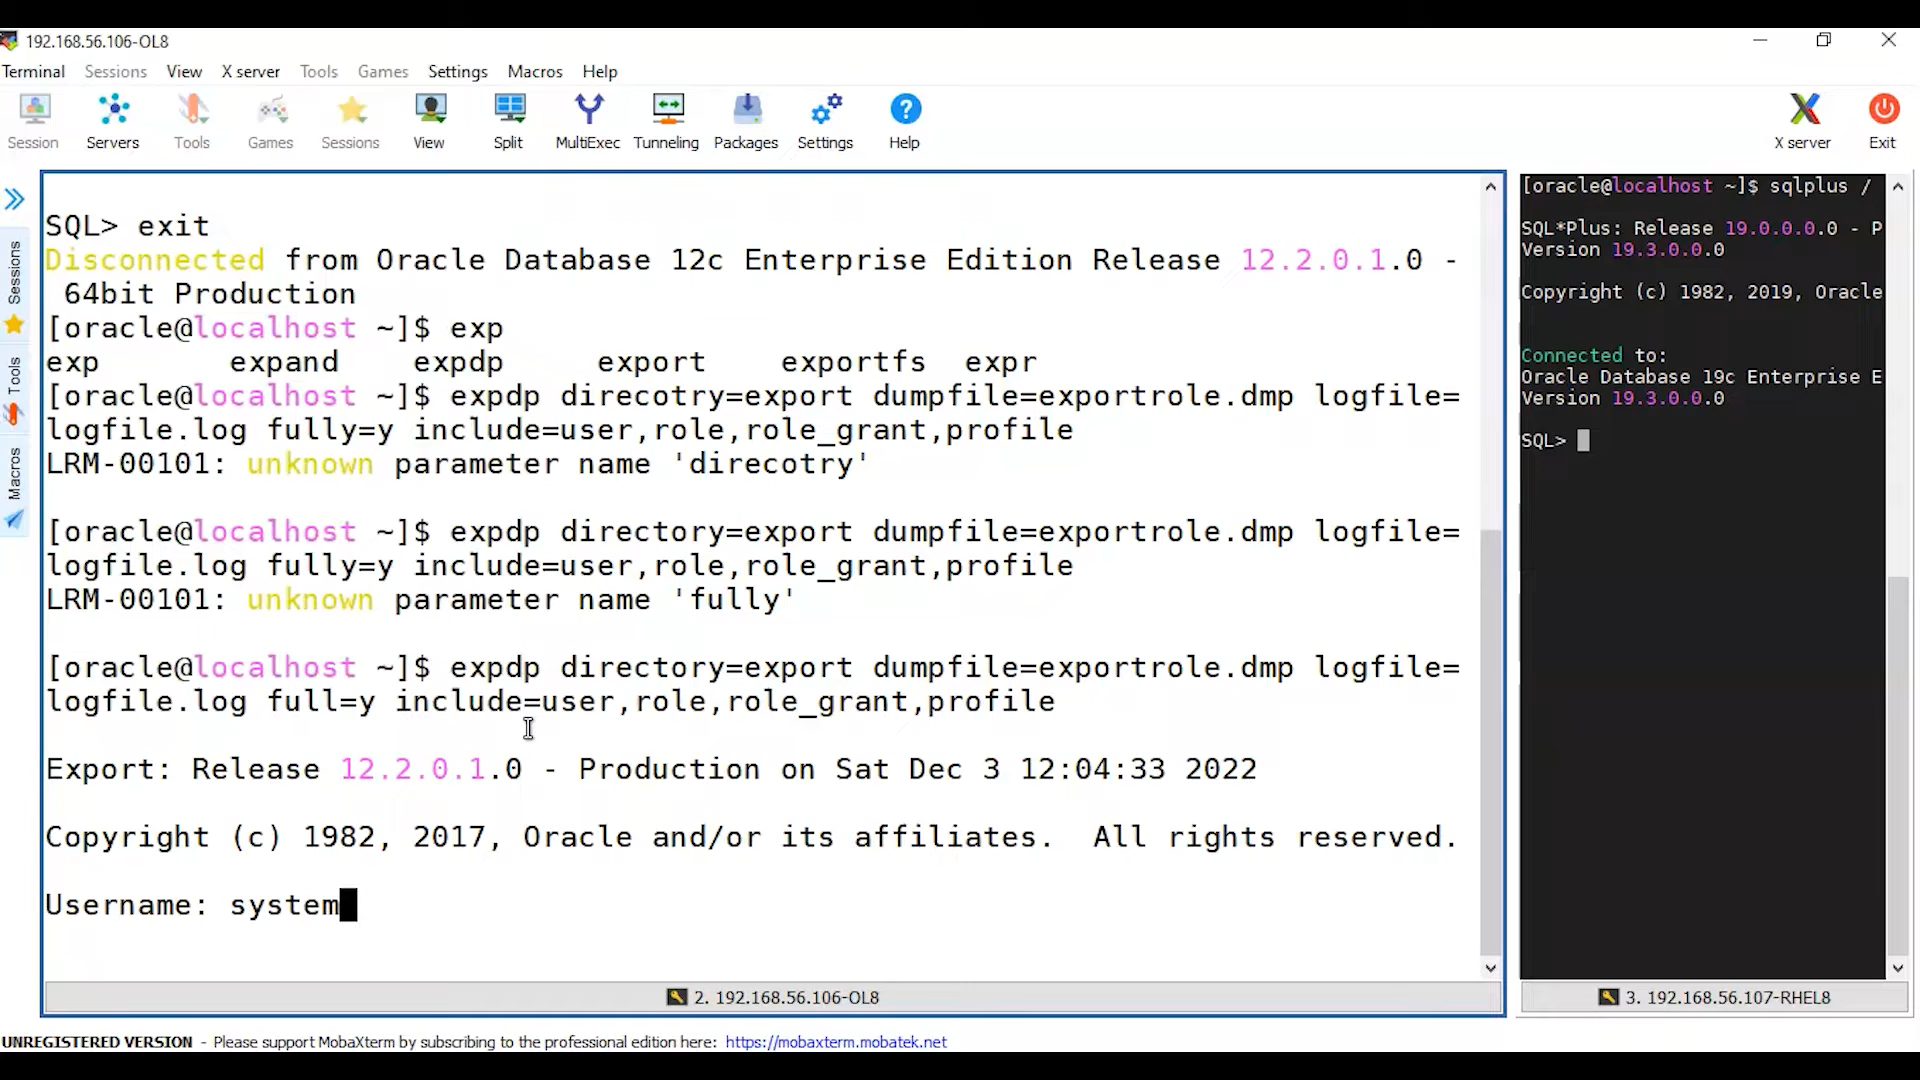 192.168.56.106-OL8
Terminal Sessions View X server Tools Games Settings Macros Help
Session Servers Tools Games Sessions View Split MultiExec Tunneling Packages Settings Help X server Exit
Sessions
Tools
Macros
SQL> exit
Disconnected from Oracle Database 12c Enterprise Edition Release 12.2.0.1.0 -
64bit Production
[oracle@localhost ~]$ exp
exp expand expdp export exportfs expr
[oracle@localhost ~]$ expdp direcotry=export dumpfile=exportrole.dmp logfile=
logfile.log fully=y include=user,role,role_grant,profile
LRM-00101: unknown parameter name 'direcotry'
[oracle@localhost ~]$ expdp directory=export dumpfile=exportrole.dmp logfile=
logfile.log fully=y include=user,role,role_grant,profile
LRM-00101: unknown parameter name 'fully'
[oracle@localhost ~]$ expdp directory=export dumpfile=exportrole.dmp logfile=
logfile.log full=y include=user,role,role_grant,profile
Export: Release 12.2.0.1.0 - Production on Sat Dec 3 12:04:33 2022
Copyright (c) 1982, 2017, Oracle and/or its affiliates.  All rights reserved.
Username: system
2. 192.168.56.106-OL8
[oracle@localhost ~]$ sqlplus /
SQL*Plus: Release 19.0.0.0.0 - P
Version 19.3.0.0.0
Copyright (c) 1982, 2019, Oracle
Connected to:
Oracle Database 19c Enterprise E
Version 19.3.0.0.0
SQL>
3. 192.168.56.107-RHEL8
UNREGISTERED VERSION - Please support MobaXterm by subscribing to the professional edition here: https://mobaxterm.mobatek.net